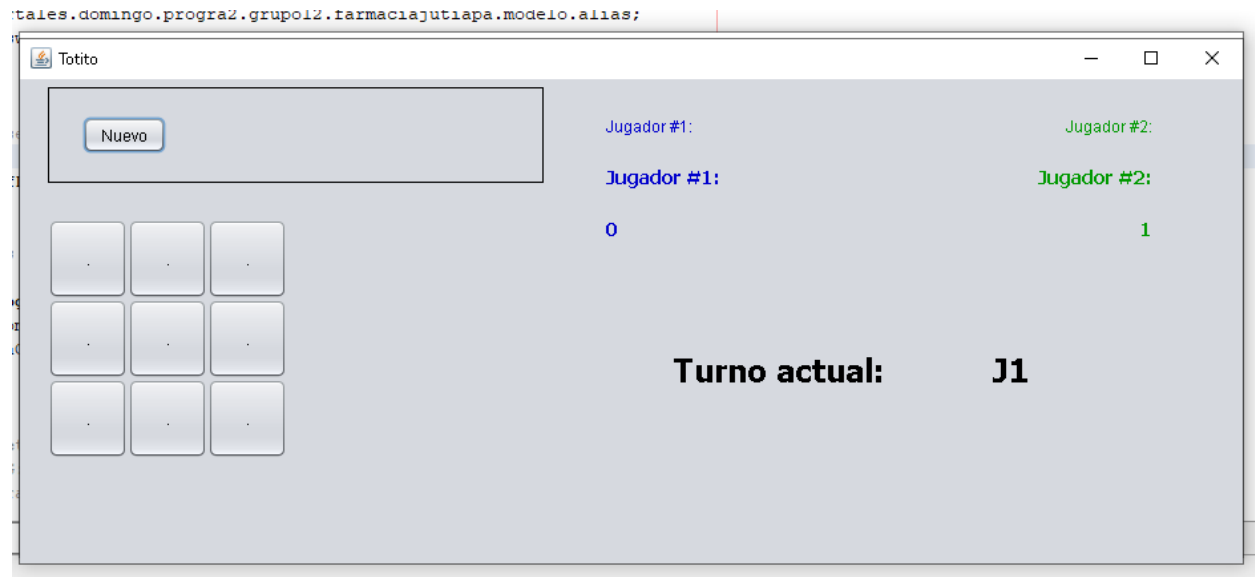 tales.domingo.progra2.grupo12.farmaciajutiapa.modelo.alias;
Totito
Nuevo
Jugador #1:
Jugador #2:
Jugador #1:
Jugador #2:
0
1
. . .
. . .
. . .
Turno actual: J1